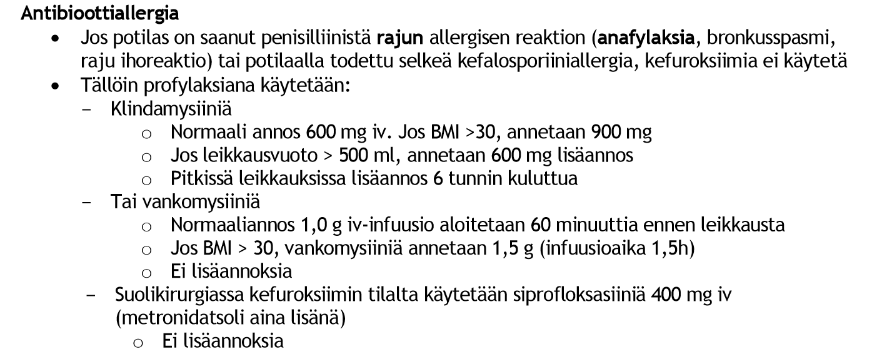 Antibioottiallergia
• Jos potilas on saanut penisilliinistä rajun allergisen reaktion (anafylaksia, bronkusspasmi,
raju ihoreaktio) tai potilaalla todettu selkeä kefalosporiiniallergia, kefuroksiimia ei käytetä
• Tällöin profylaksiana käytetään:
– Klindamysiiniä
o Normaali annos 600 mg iv. Jos BMI >30, annetaan 900 mg
o Jos leikkausvuoto > 500 ml, annetaan 600 mg lisäannos
o Pitkissä leikkauksissa lisäannos 6 tunnin kuluttua
– Tai vankomysiiniä
o Normaaliannos 1,0 g iv-infuusio aloitetaan 60 minuuttia ennen leikkausta
o Jos BMI > 30, vankomysiiniä annetaan 1,5 g (infuusioaika 1,5h)
o Ei lisäannoksia
– Suolikirurgiassa kefuroksiimin tilalta käytetään siprofloksasiiniä 400 mg iv
(metronidatsoli aina lisänä)
o Ei lisäannoksia